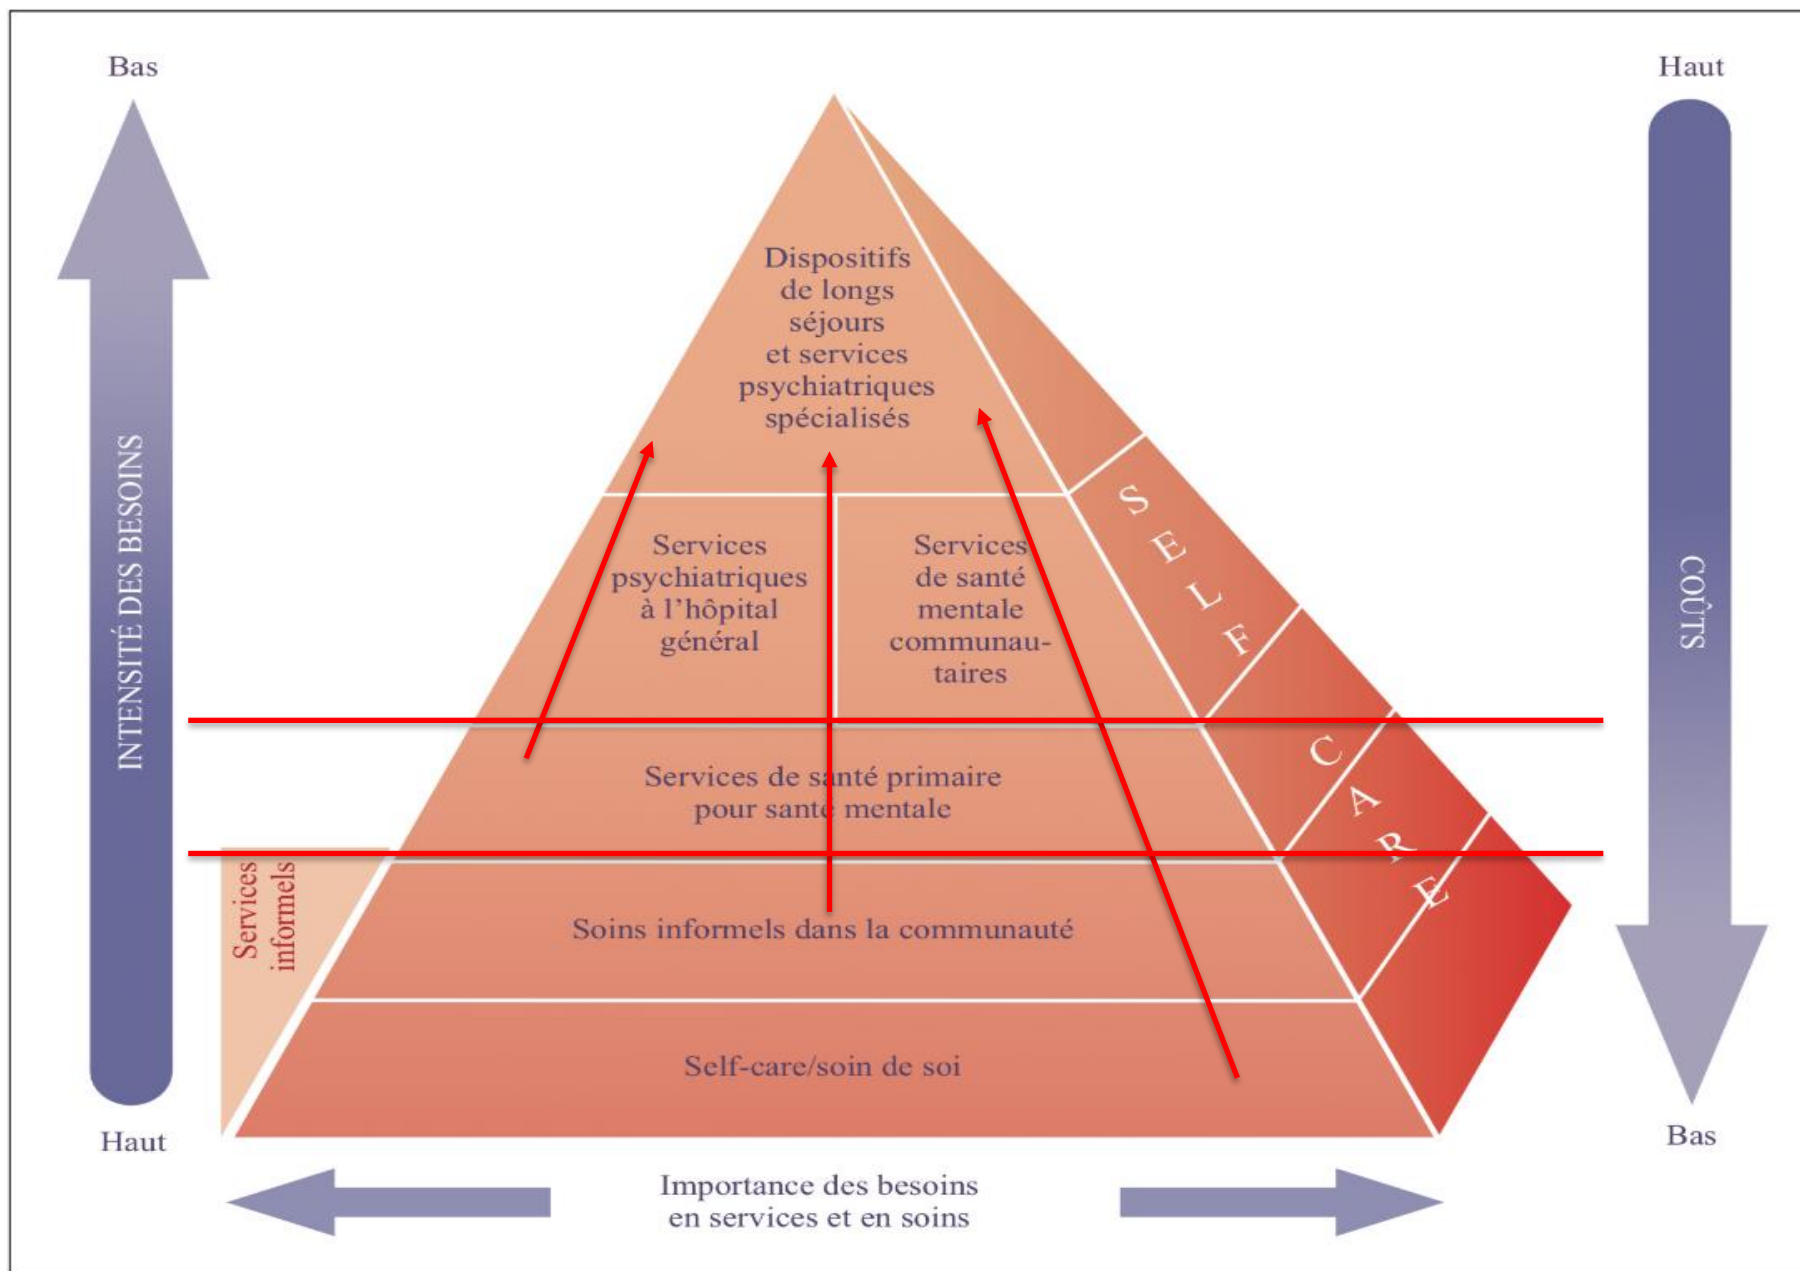 Bas
Haut
INTENSITÉ DES BESOINS
COÛTS
Dispositifs
de longs
séjours
et services
psychiatriques
spécialisés
Services
psychiatriques
à l'hôpital
général
Services
de santé
mentale
communau-
taires
SELF CARE
Services de santé primaire
pour santé mentale
Services
informels
Soins informels dans la communauté
Self-care/soin de soi
Haut
Bas
Importance des besoins
en services et en soins